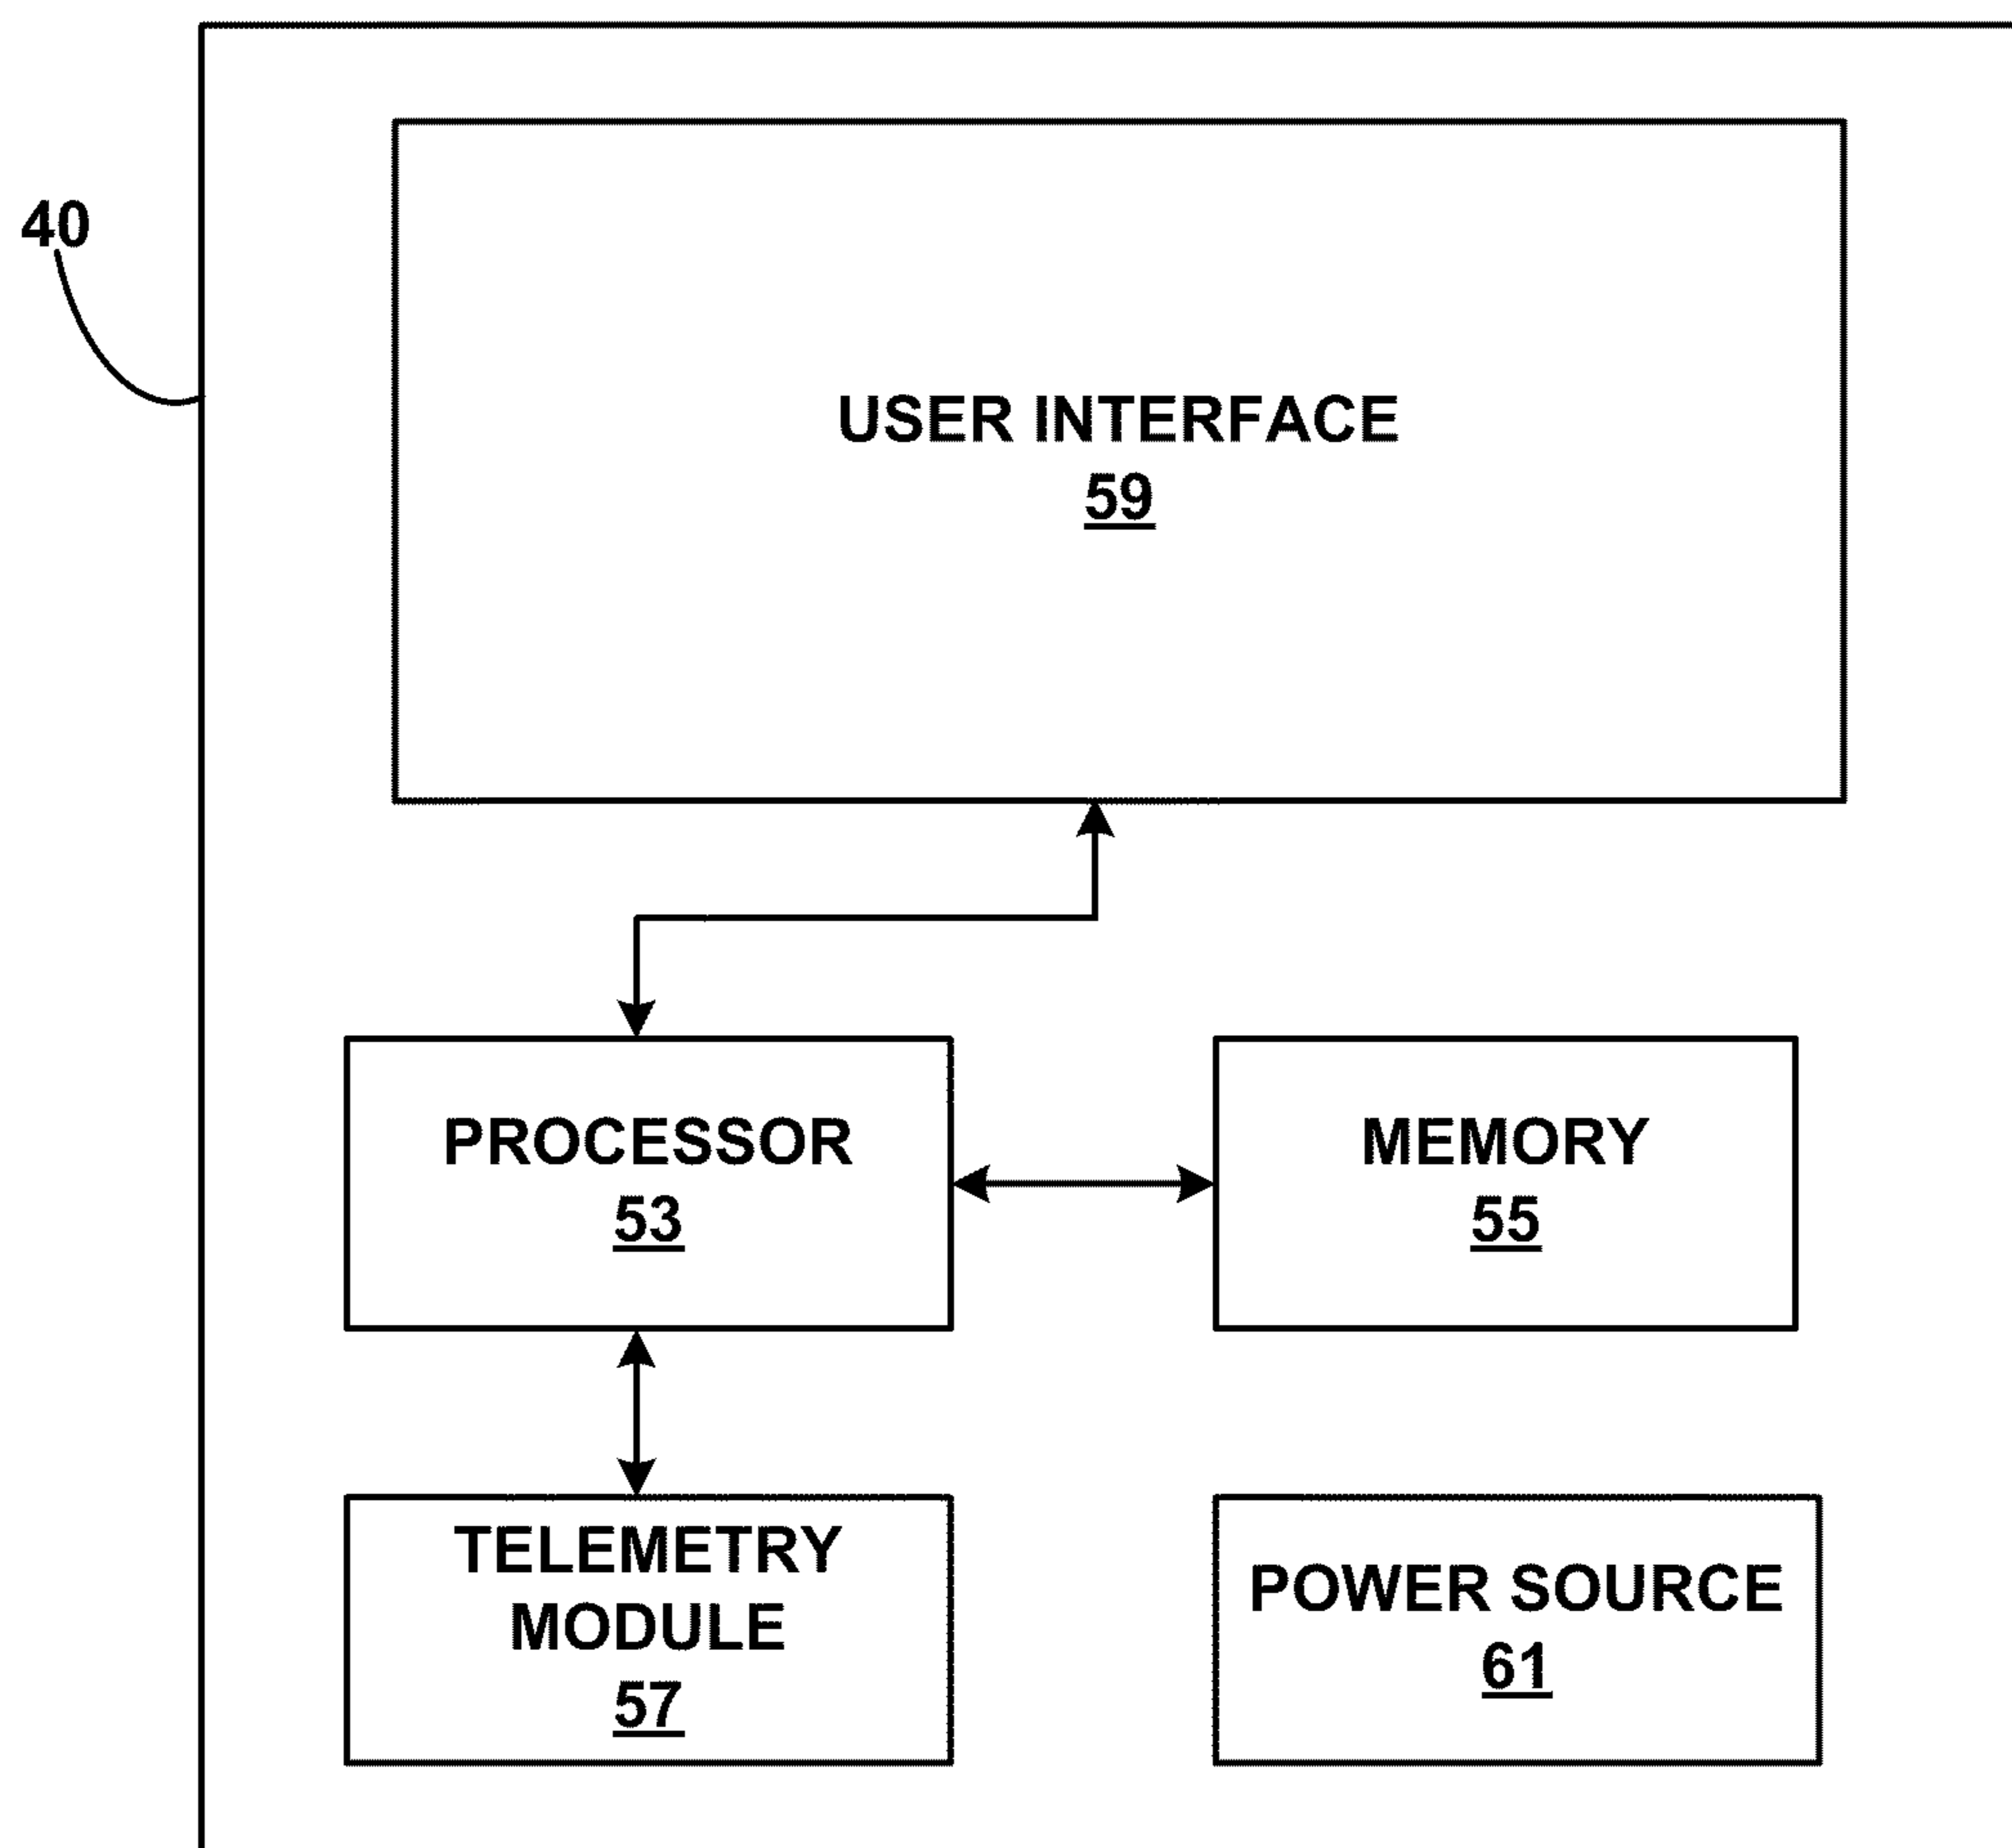 40
USER INTERFACE
59
PROCESSOR
53
MEMORY
55
TELEMETRY
MODULE
57
POWER SOURCE
61